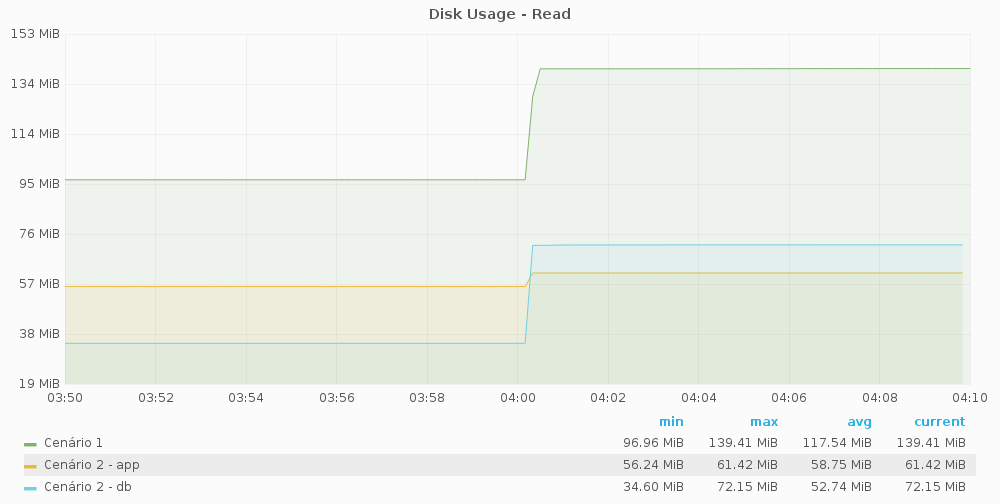 Disk Usage - Read
153 MiB
134 MiB
114 MiB
95 MiB
76 MiB
57 MiB
38 MiB
19 MiB
03:50 03:52 03:54 03:56 03:58 04:00 04:02 04:04 04:06 04:08 04:10
min max avg current
Cenário 1 96.96 MiB 139.41 MiB 117.54 MiB 139.41 MiB
Cenário 2 - app 56.24 MiB 61.42 MiB 58.75 MiB 61.42 MiB
Cenário 2 - db 34.60 MiB 72.15 MiB 52.74 MiB 72.15 MiB